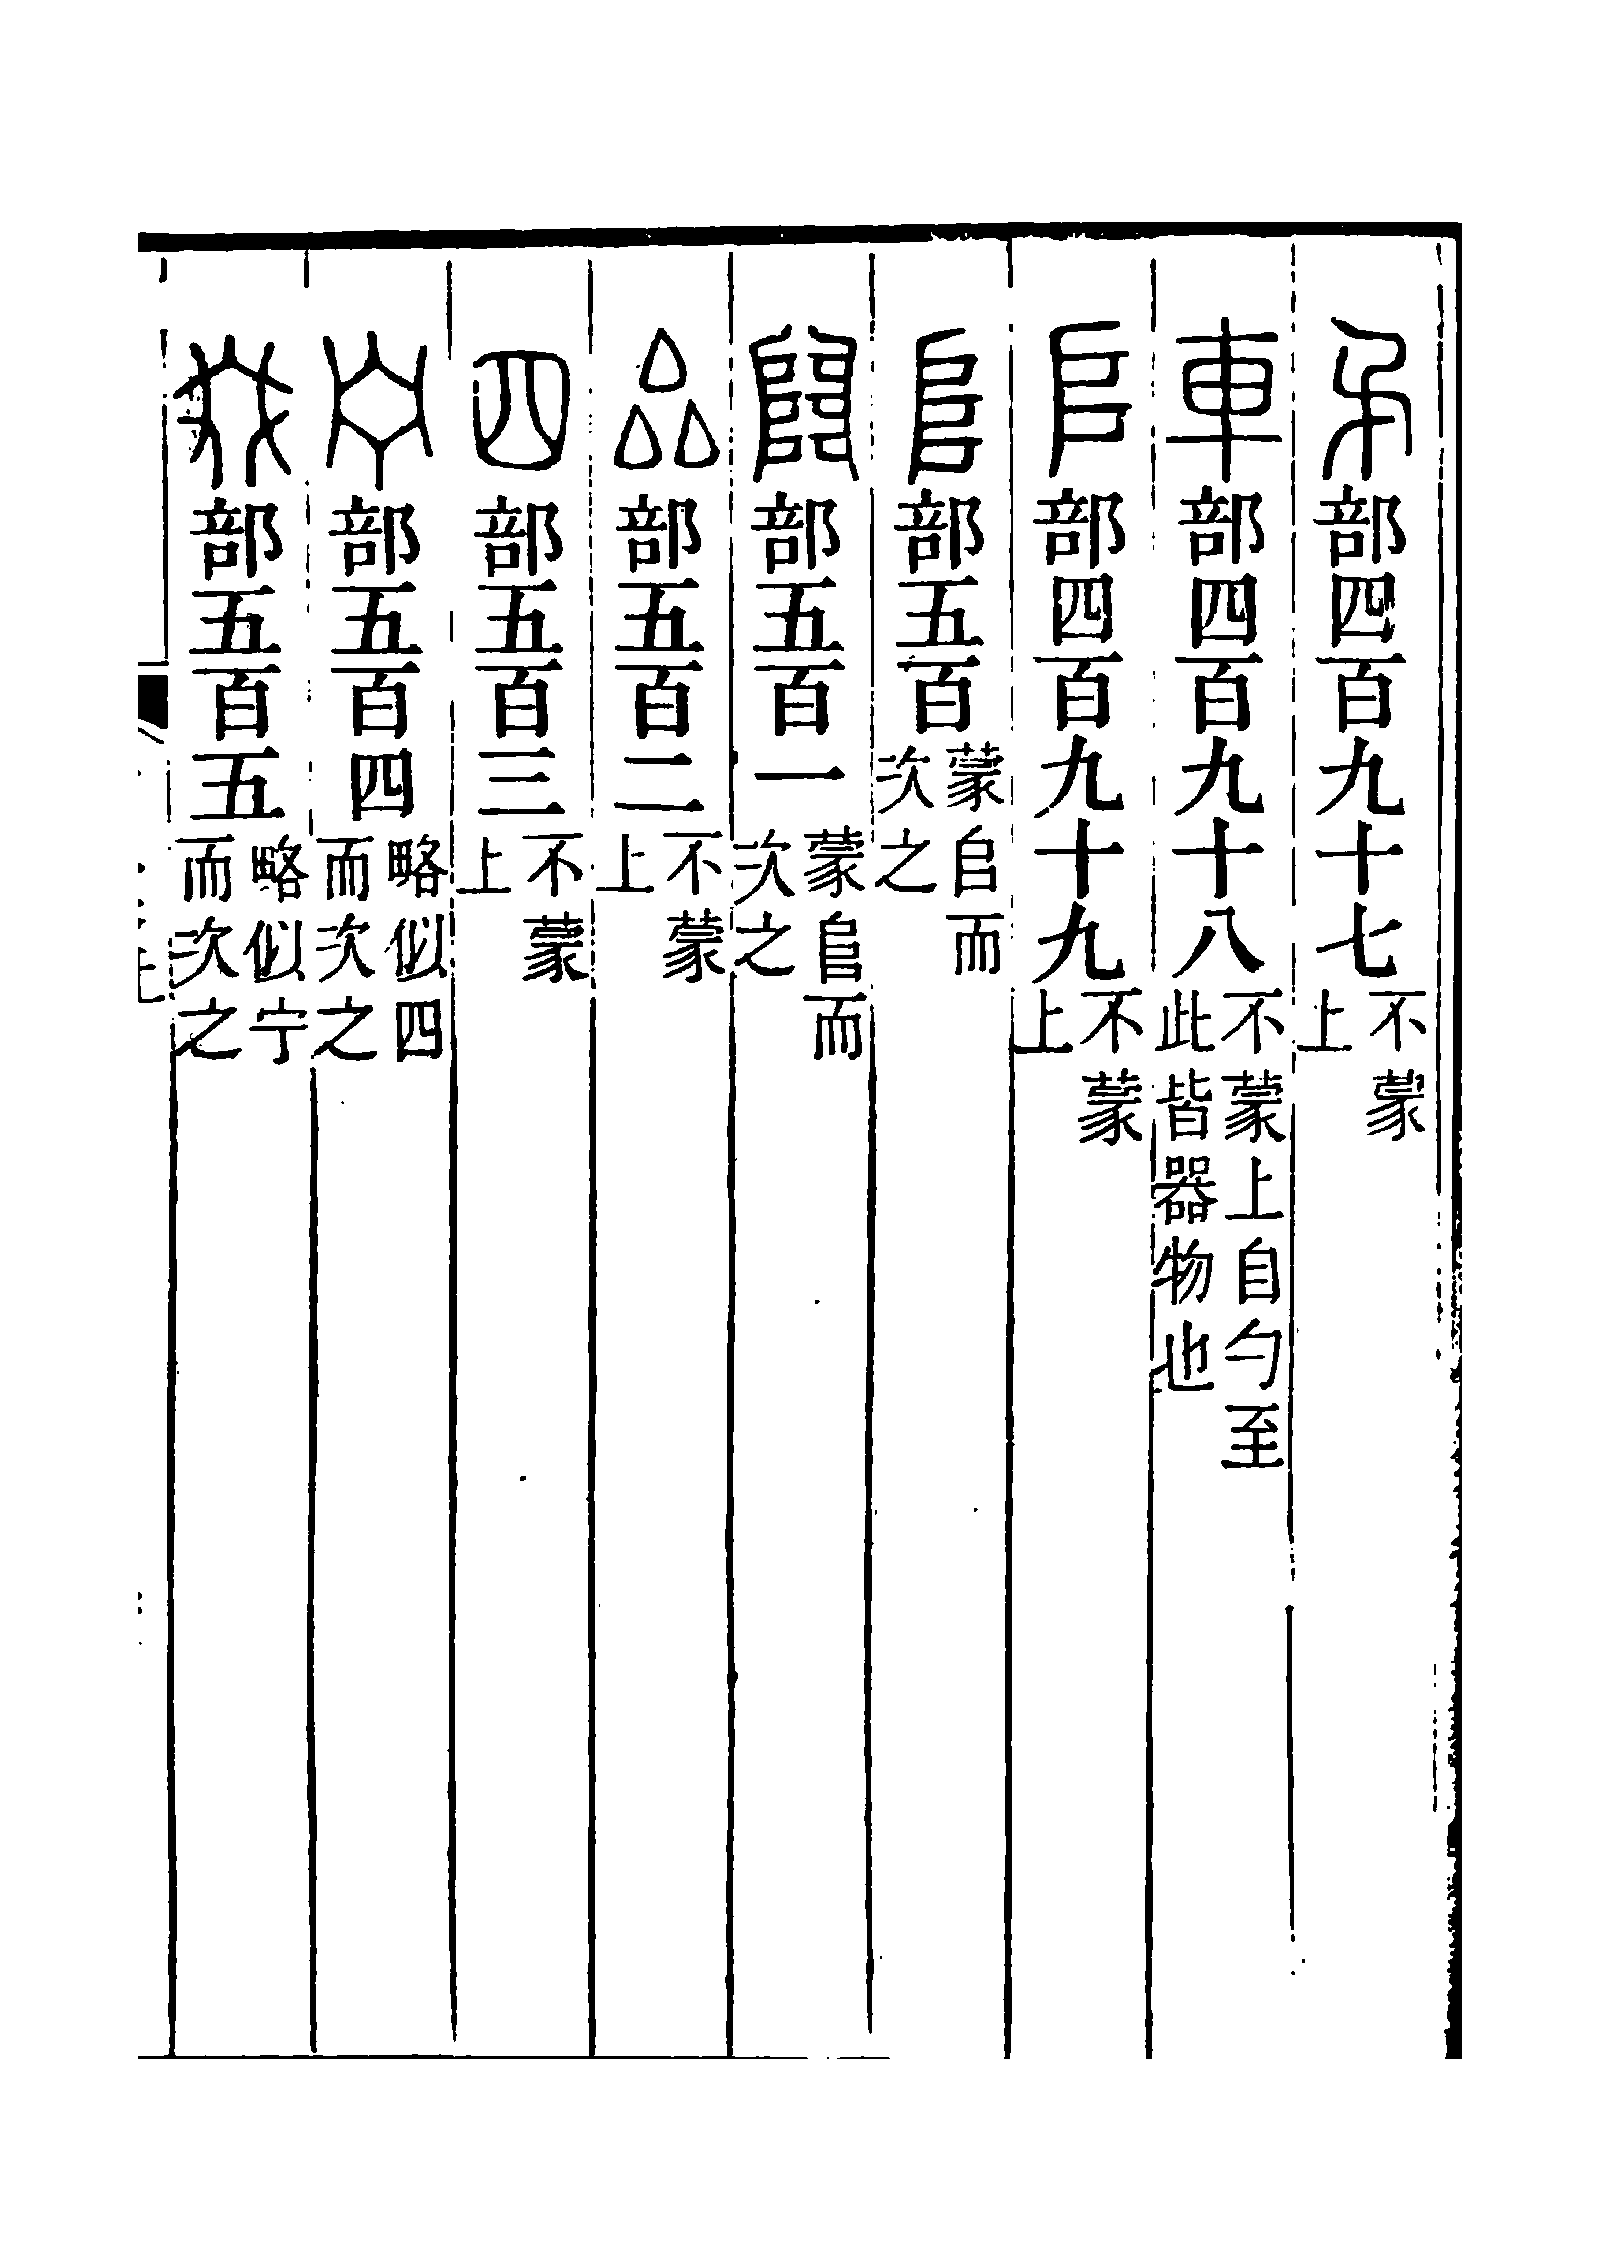 矛部四百九十七不蒙上
車部四百九十八不蒙上自勺至此皆器物也
𠂤部四百九十九不蒙上
𨸏部五百蒙𠂤而次之
𨺅部五百一蒙𨸏而次之
厽部五百二不蒙上
四部五百三不蒙上
宁部五百四略似四而次之
叕部五百五略似宁而次之